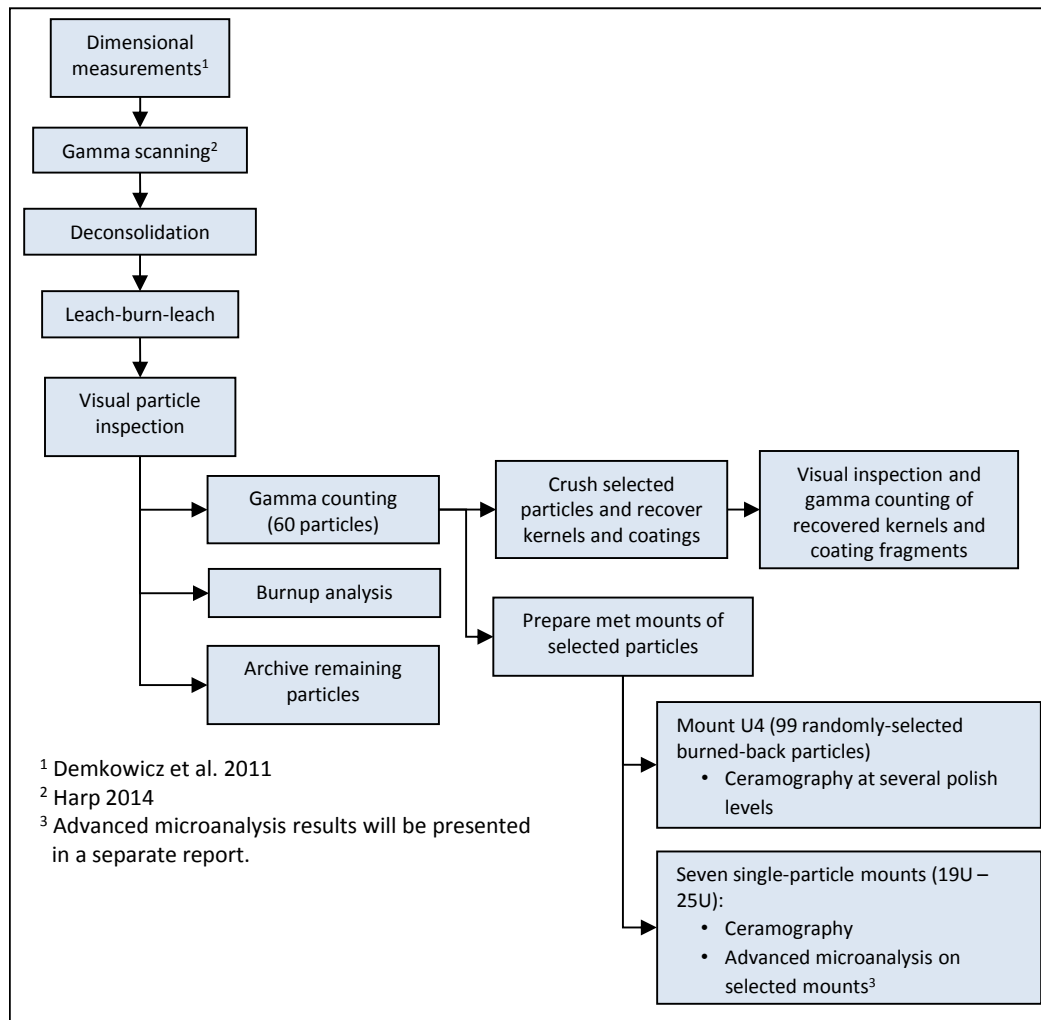 Dimensional
measurements¹
Gamma scanning²
Deconsolidation
Leach-burn-leach
Visual particle
inspection
Gamma counting
(60 particles)
Crush selected
particles and recover
kernels and coatings
Visual inspection and
gamma counting of
recovered kernels and
coating fragments
Burnup analysis
Prepare met mounts of
selected particles
Archive remaining
particles
Mount U4 (99 randomly-selected
burned-back particles)
• Ceramography at several polish
levels
Seven single-particle mounts (19U –
25U):
• Ceramography
• Advanced microanalysis on
selected mounts³
¹ Demkowicz et al. 2011
² Harp 2014
³ Advanced microanalysis results will be presented
in a separate report.